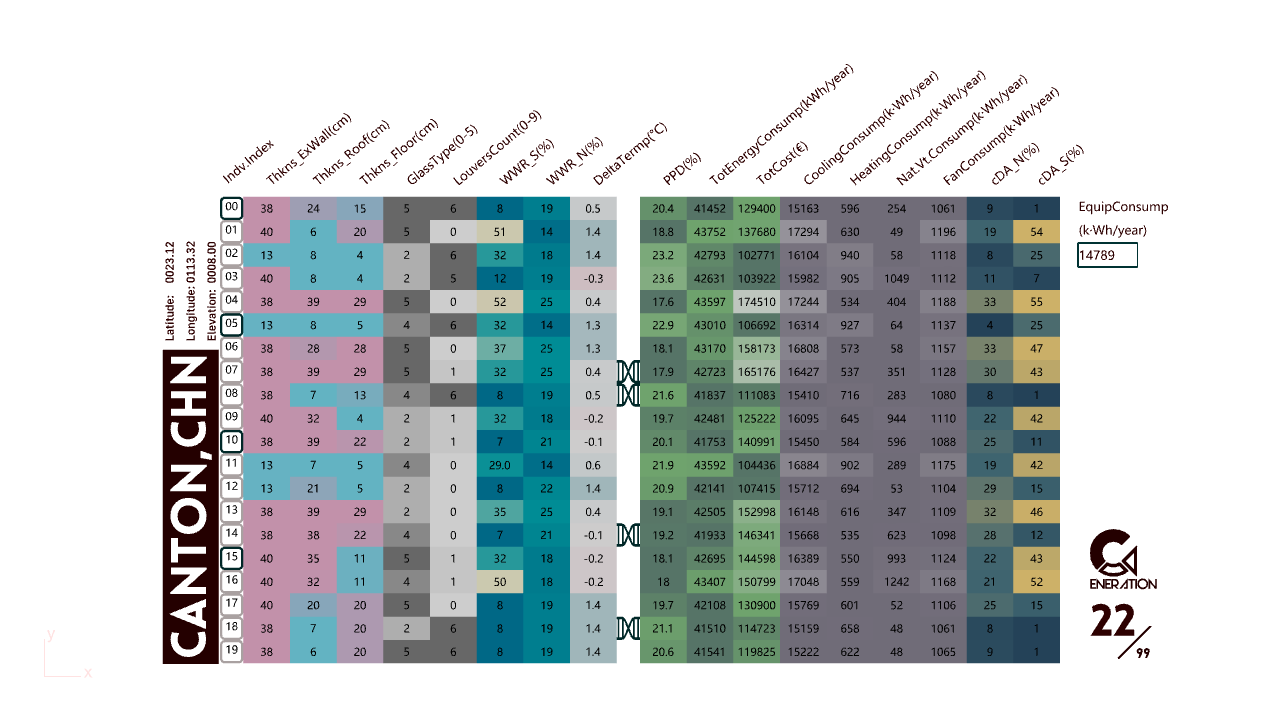 Indv.Index Thkns_ExWall(cm) Thkns_Roof(cm) Thkns_Floor(cm) GlassType(0-5) LouversCount(0-9) WWR_S(%) WWR_N(%) DeltaTermp(°C) PPD(%) TotEnergyConsump(kWh/year) TotCost(€) CoolingConsump(k·Wh/year) HeatingConsump(k·Wh/year) Nat.Vt.Consump(k·Wh/year) FanConsump(k·Wh/year) cDA_N(%) cDA_S(%)
00 38 24 15 5 6 8 19 0.5 20.4 41452 129400 15163 596 254 1061 9 1
01 40 6 20 5 0 51 14 1.4 18.8 43752 137680 17294 630 49 1196 19 54
02 13 8 4 2 6 32 18 1.4 23.2 42793 102771 16104 940 58 1118 8 25
03 40 8 4 2 5 12 19 -0.3 23.6 42631 103922 15982 905 1049 1112 11 7
04 38 39 29 5 0 52 25 0.4 17.6 43597 174510 17244 534 404 1188 33 55
05 13 8 5 4 6 32 14 1.3 22.9 43010 106692 16314 927 64 1137 4 25
06 38 28 28 5 0 37 25 1.3 18.1 43170 158173 16808 573 58 1157 33 47
07 38 39 29 5 1 32 25 0.4 17.9 42723 165176 16427 537 351 1128 30 43
08 38 7 13 4 6 8 19 0.5 21.6 41837 111083 15410 716 283 1080 8 1
09 40 32 4 2 1 32 18 -0.2 19.7 42481 125222 16095 645 944 1110 22 42
10 38 39 22 2 1 7 21 -0.1 20.1 41753 140991 15450 584 596 1088 25 11
11 13 7 5 4 0 29.0 14 0.6 21.9 43592 104436 16884 902 289 1175 19 42
12 13 21 5 2 0 8 22 1.4 20.9 42141 107415 15712 694 53 1104 29 15
13 38 39 29 2 0 35 25 0.4 19.1 42505 152998 16148 616 347 1109 32 46
14 38 38 22 4 0 7 21 -0.1 19.2 41933 146341 15668 535 623 1098 28 12
15 40 35 11 5 1 32 18 -0.2 18.1 42695 144598 16389 550 993 1124 22 43
16 40 32 11 4 1 50 18 -0.2 18 43407 150799 17048 559 1242 1168 21 52
17 40 20 20 5 0 8 19 1.4 19.7 42108 130900 15769 601 52 1106 25 15
18 38 7 20 2 6 8 19 1.4 21.1 41510 114723 15159 658 48 1061 8 1
19 38 6 20 5 6 8 19 1.4 20.6 41541 119825 15222 622 48 1065 9 1
Latitude: 0023.12
Longitude: 0113.32
Elevation: 0008.00
CANTON,CHN
EquipConsump
(k·Wh/year)
14789
ENERATION
22/99
y
x